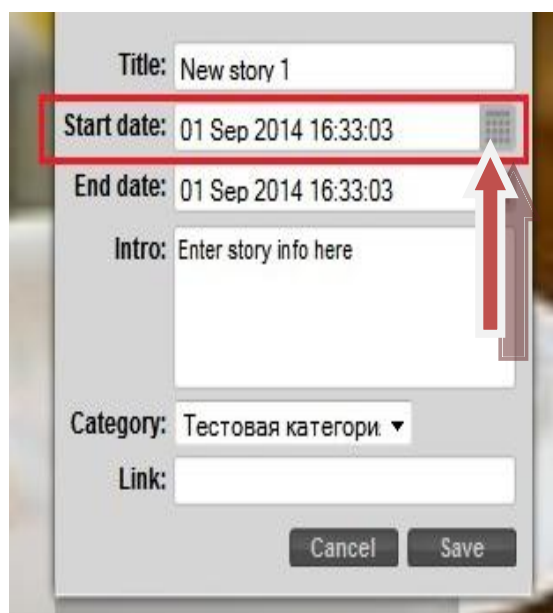 Title: New story 1
Start date: 01 Sep 2014 16:33:03
End date: 01 Sep 2014 16:33:03
Intro: Enter story info here
Category: Тестовая категори
Link:
Cancel Save